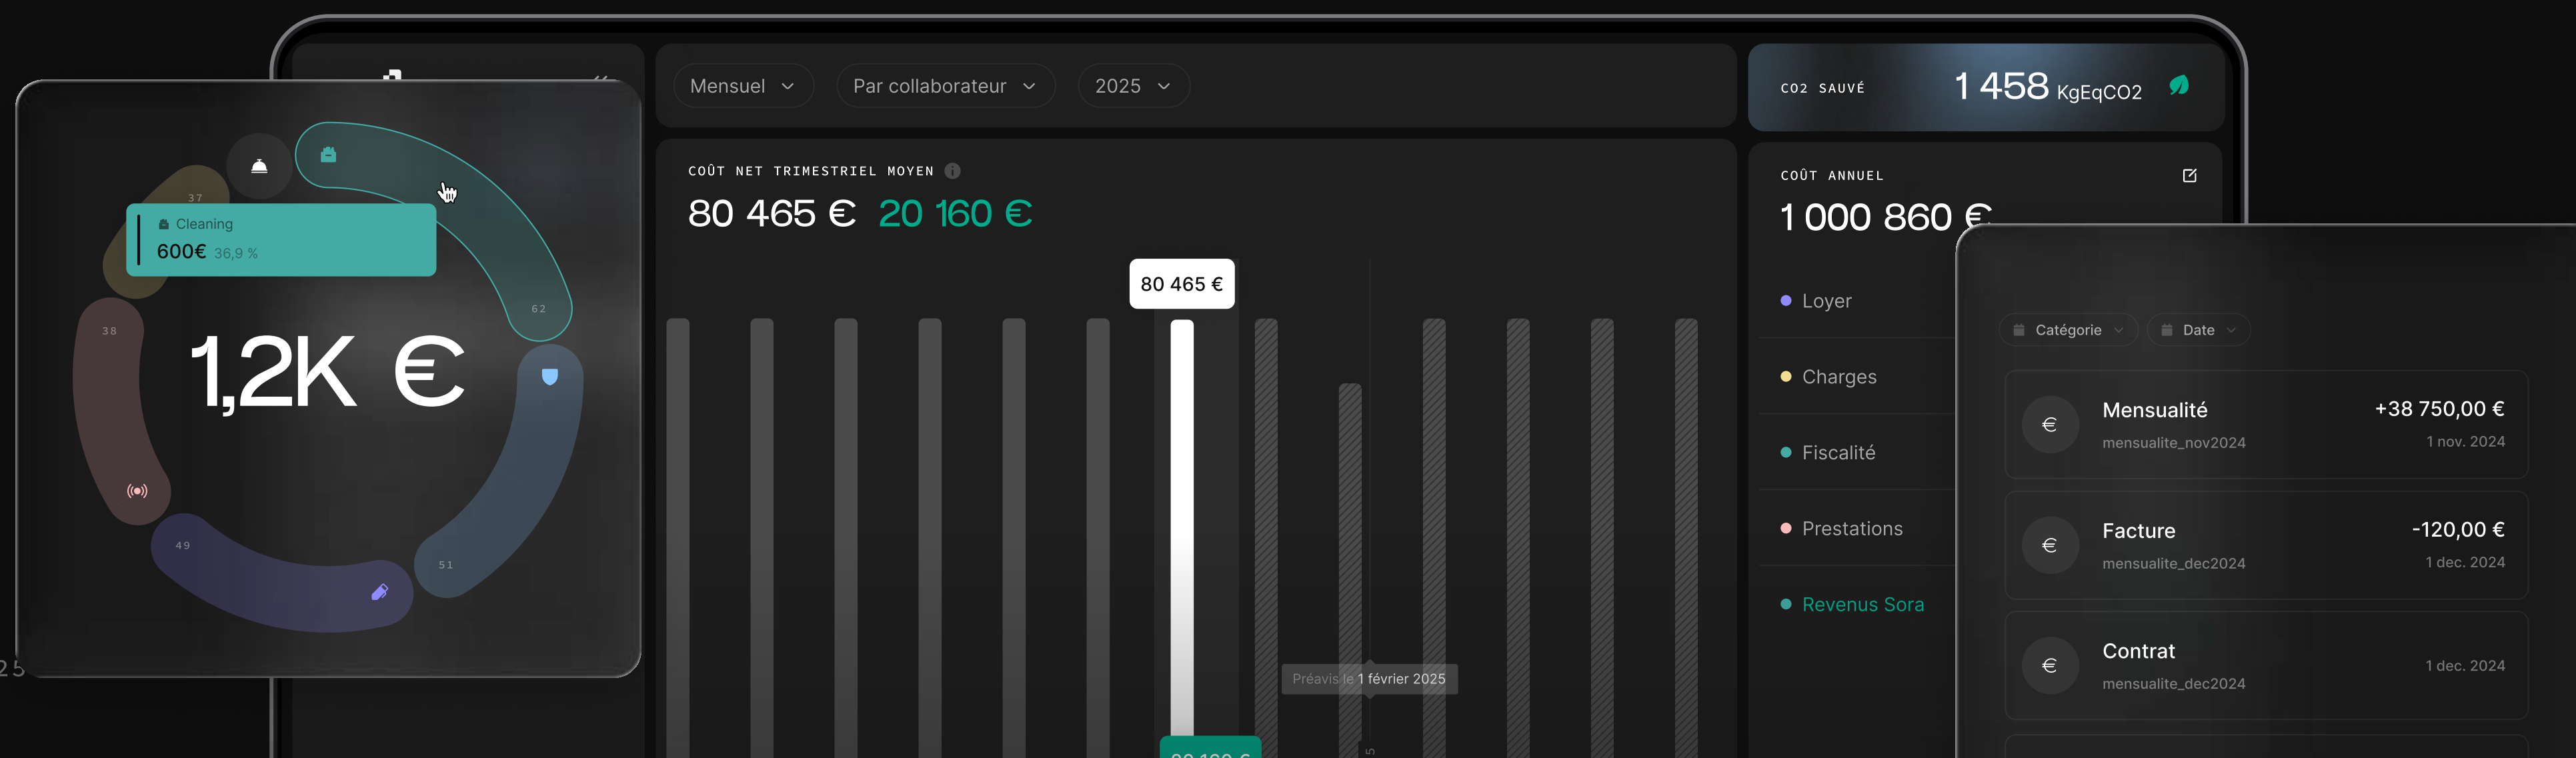 Mensuel
Par collaborateur
2025
CO2 SAUVÉ
1 458 KgEqCO2
37
Cleaning
600€ 36,9 %
62
38
1,2K €
49
51
25
COÛT NET TRIMESTRIEL MOYEN
80 465 € 20 160 €
80 465 €
Préavis le 1 février 2025
5
COÛT ANNUEL
1 000 860 €
Loyer
Charges
Fiscalité
Prestations
Revenus Sora
Catégorie
Date
Mensualité
+38 750,00 €
mensualite_nov2024
1 nov. 2024
Facture
-120,00 €
mensualite_dec2024
1 dec. 2024
Contrat
mensualite_dec2024
1 dec. 2024